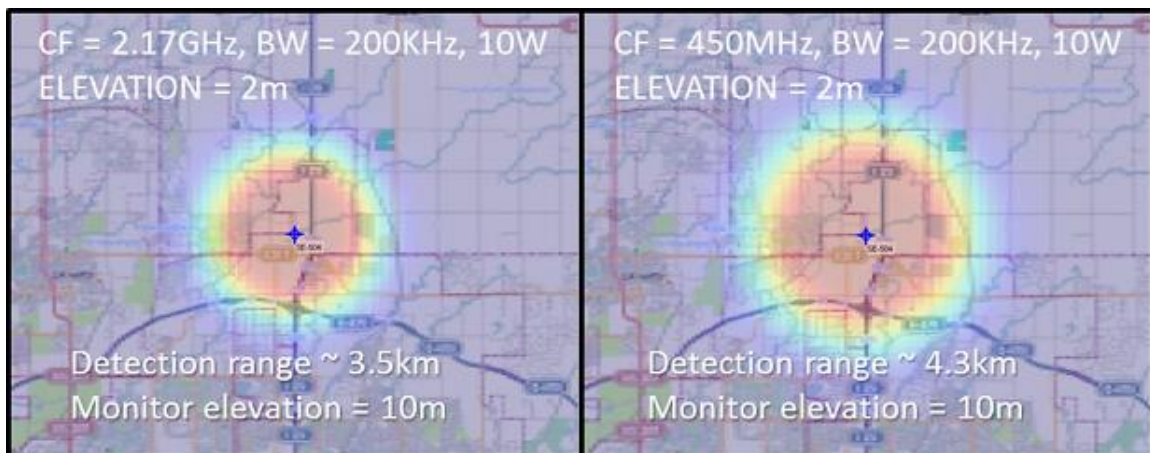 CF = 2.17GHz, BW = 200KHz, 10W
ELEVATION = 2m
Detection range ~ 3.5km
Monitor elevation = 10m
CF = 450MHz, BW = 200KHz, 10W
ELEVATION = 2m
Detection range ~ 4.3km
Monitor elevation = 10m